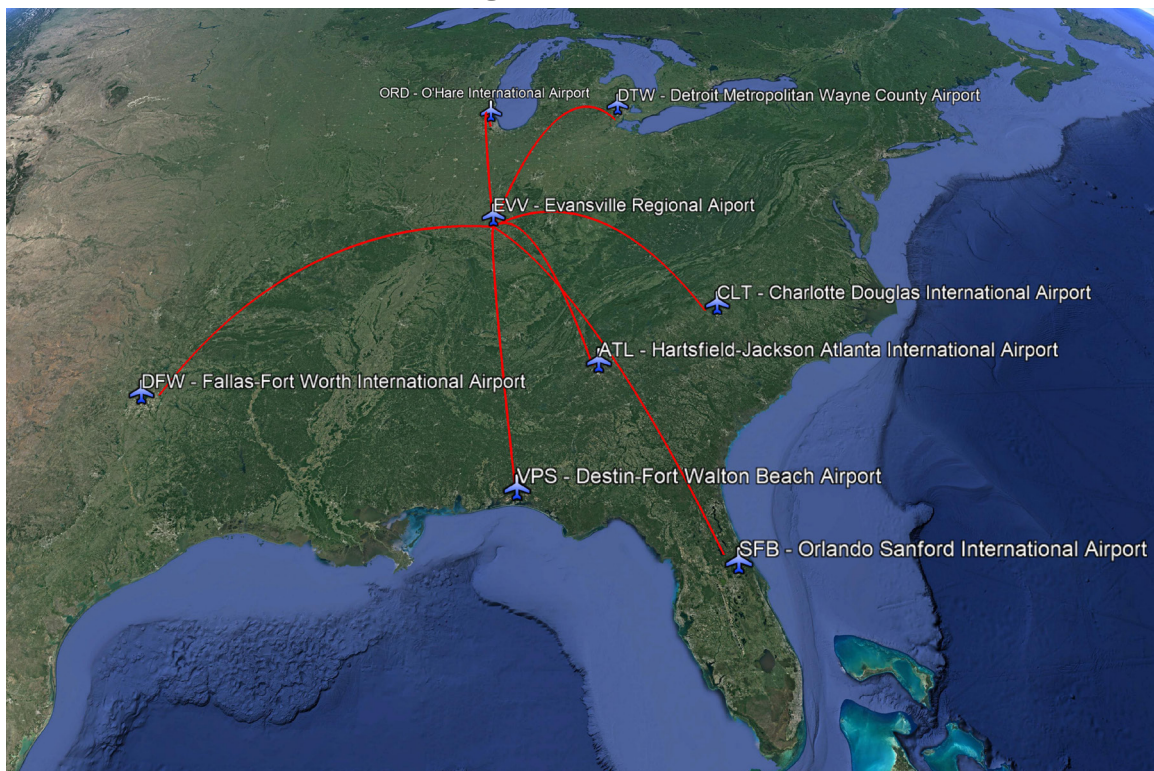 ORD - O'Hare International Airport
DTW - Detroit Metropolitan Wayne County Airport
EVV - Evansville Regional Aiport
CLT - Charlotte Douglas International Airport
ATL - Hartsfield-Jackson Atlanta International Airport
DFW - Fallas-Fort Worth International Airport
VPS - Destin-Fort Walton Beach Airport
SFB - Orlando Sanford International Airport